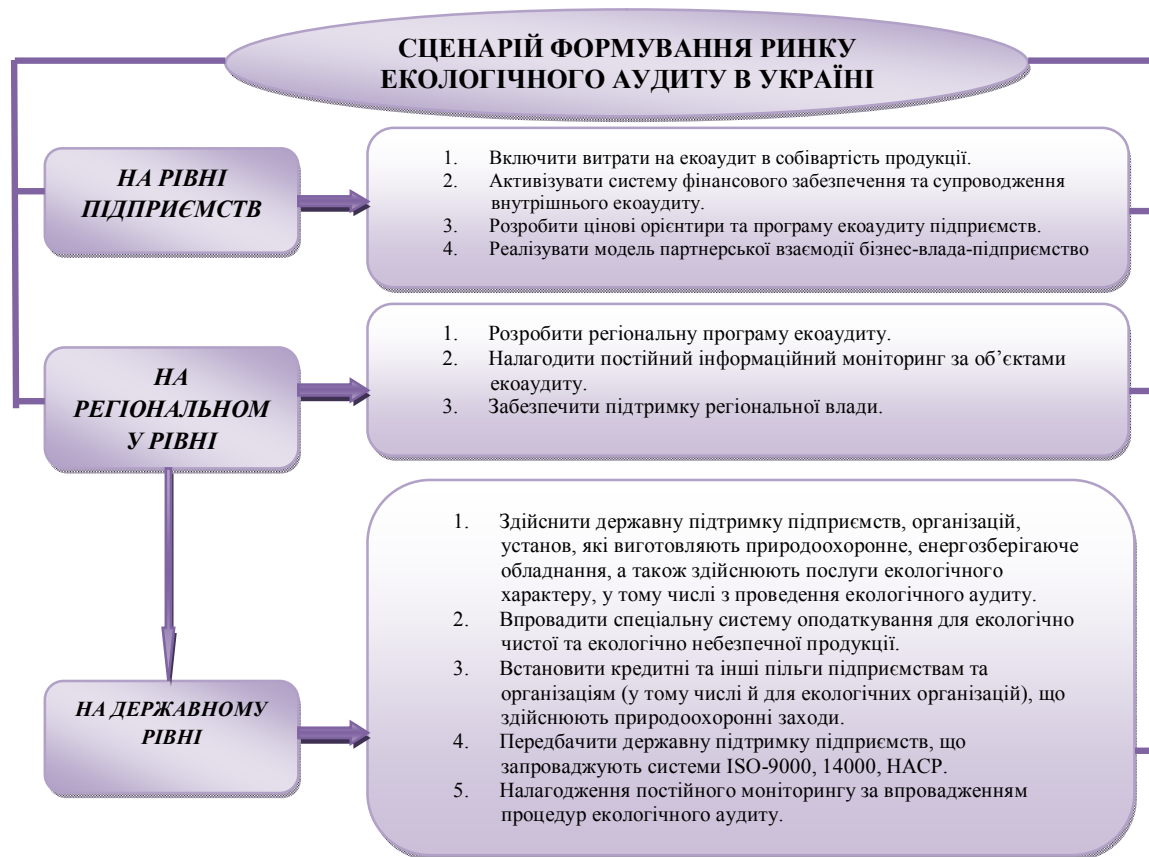 СЦЕНАРІЙ ФОРМУВАННЯ РИНКУ
ЕКОЛОГІЧНОГО АУДИТУ В УКРАЇНІ
НА РІВНІ
ПІДПРИЄМСТВ
1. Включити витрати на екоаудит в собівартість продукції.
2. Активізувати систему фінансового забезпечення та супроводження
внутрішнього екоаудиту.
3. Розробити цінові орієнтири та програму екоаудиту підприємств.
4. Реалізувати модель партнерської взаємодії бізнес-влада-підприємство
НА
РЕГІОНАЛЬНОМ
У РІВНІ
1. Розробити регіональну програму екоаудиту.
2. Налагодити постійний інформаційний моніторинг за об’єктами
екоаудиту.
3. Забезпечити підтримку регіональної влади.
НА ДЕРЖАВНОМУ
РІВНІ
1. Здійснити державну підтримку підприємств, організацій,
установ, які виготовляють природоохоронне, енергозберігаюче
обладнання, а також здійснюють послуги екологічного
характеру, у тому числі з проведення екологічного аудиту.
2. Впровадити спеціальну систему оподаткування для екологічно
чистої та екологічно небезпечної продукції.
3. Встановити кредитні та інші пільги підприємствам та
організаціям (у тому числі й для екологічних організацій), що
здійснюють природоохоронні заходи.
4. Передбачити державну підтримку підприємств, що
запроваджують системи ISO-9000, 14000, НАСР.
5. Налагодження постійного моніторингу за впровадженням
процедур екологічного аудиту.